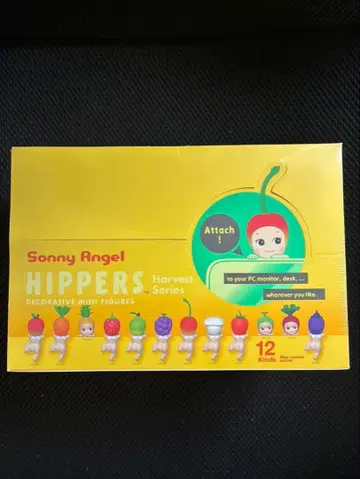 Attach
!
Sonny Angel
HIPPERS Harvest
Series
DECORATIVE MINI FIGURES
to your PC monitor, desk, ...
wherever you like.
12
Kinds